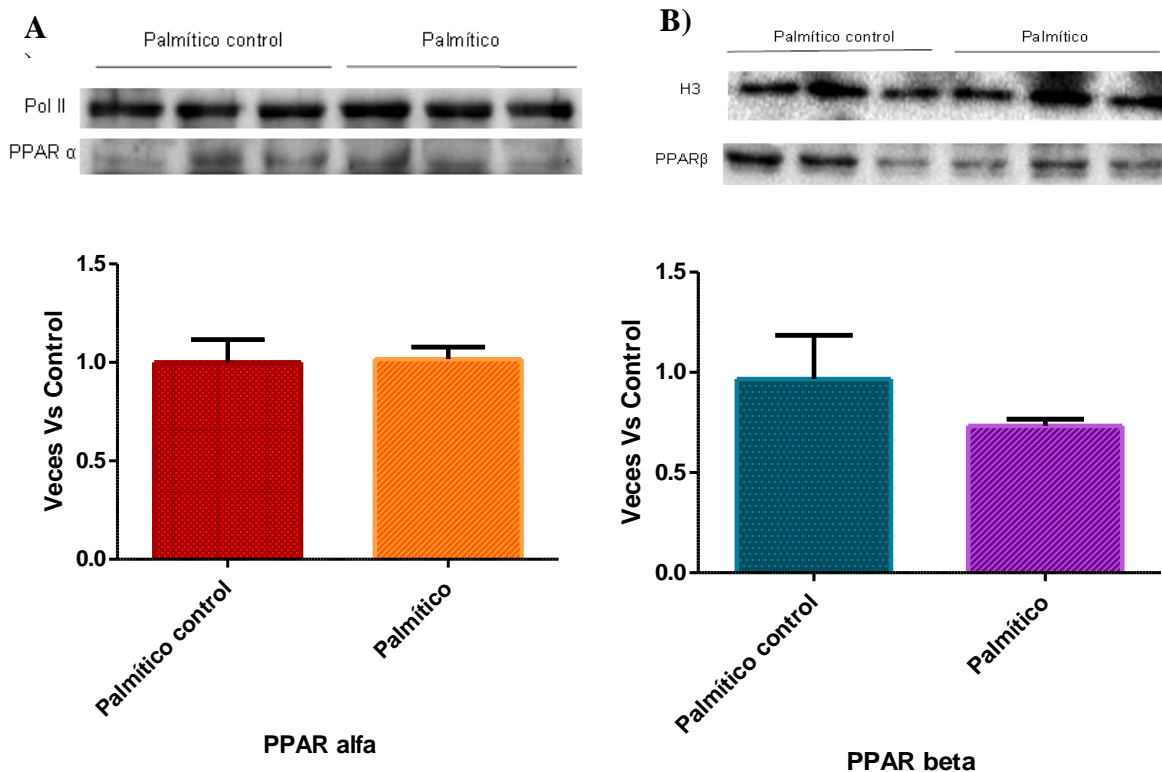 A
`
Palmítico control Palmítico
Pol II
PPAR α
1.5
1.0
0.5
0.0
Veces Vs Control
Palmítico control
Palmítico
PPAR alfa
B)
Palmítico control Palmítico
H3
PPARβ
1.5
1.0
0.5
0.0
Veces Vs Control
Palmítico control
Palmítico
PPAR beta